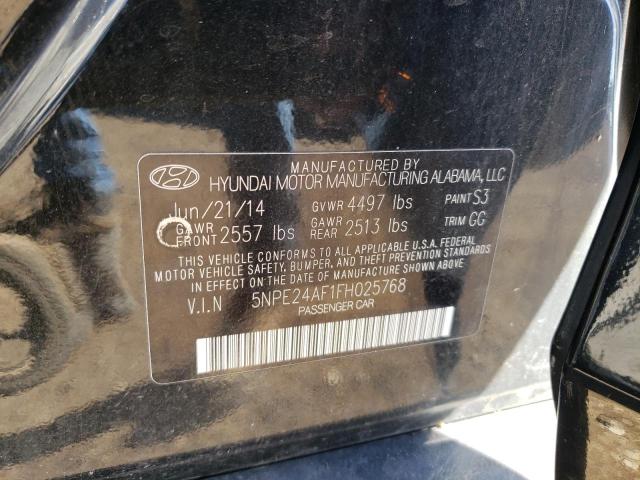 MANUFACTURED BY
HYUNDAI MOTOR MANUFACTURING ALABAMA, LLC
Jun/21/14 GVWR 4497 lbs PAINT S3
GAWR FRONT 2557 lbs GAWR REAR 2513 lbs TRIM GG
THIS VEHICLE CONFORMS TO ALL APPLICABLE U.S.A. FEDERAL
MOTOR VEHICLE SAFETY, BUMPER, AND THEFT PREVENTION STANDARDS
IN EFFECT ON THE DATE OF MANUFACTURE SHOWN ABOVE.
V.I.N 5NPE24AF1FH025768
PASSENGER CAR